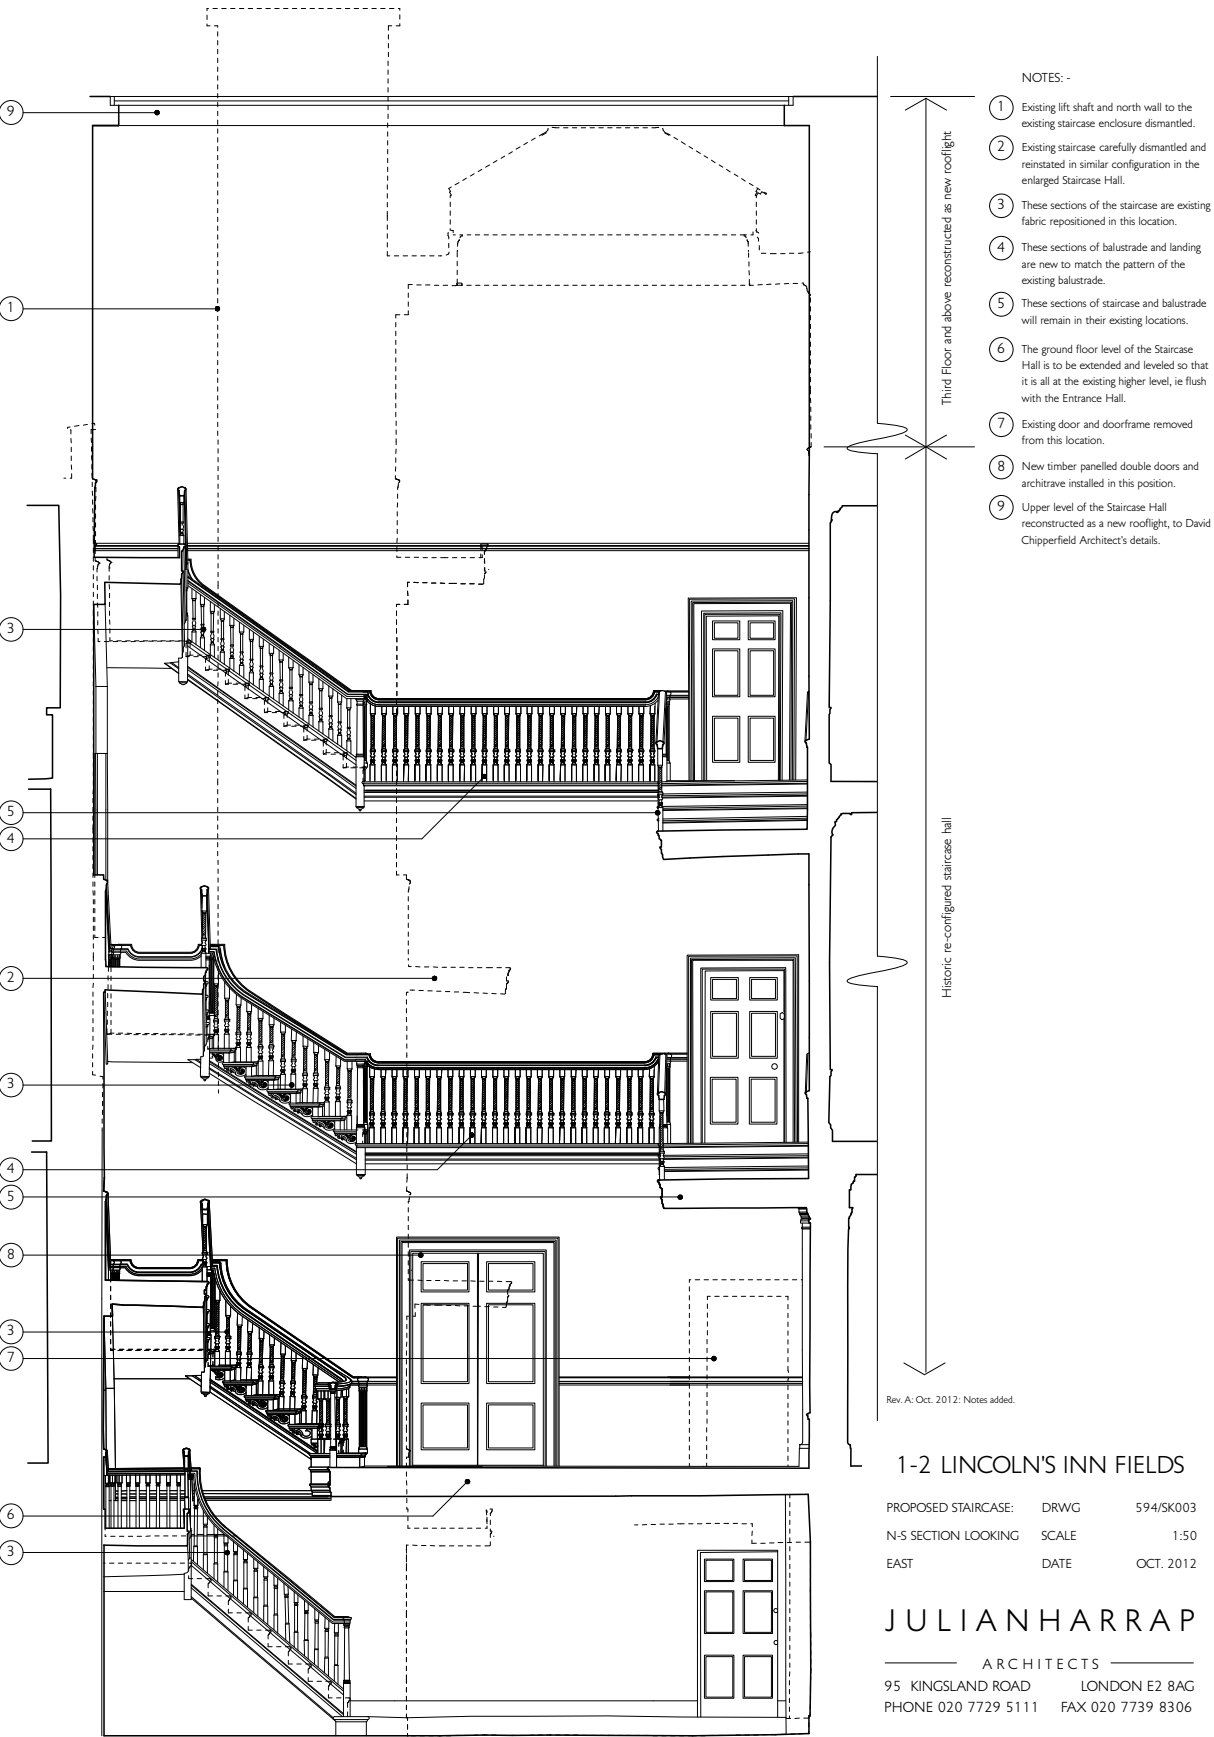 NOTES: -
1 Existing lift shaft and north wall to the
existing staircase enclosure dismantled.
2 Existing staircase carefully dismantled and
reinstated in similar configuration in the
enlarged Staircase Hall.
3 These sections of the staircase are existing
fabric repositioned in this location.
4 These sections of balustrade and landing
are new to match the pattern of the
existing balustrade.
5 These sections of staircase and balustrade
will remain in their existing locations.
6 The ground floor level of the Staircase
Hall is to be extended and leveled so that
it is all at the existing higher level, ie flush
with the Entrance Hall.
7 Existing door and doorframe removed
from this location.
8 New timber panelled double doors and
architrave installed in this position.
9 Upper level of the Staircase Hall
reconstructed as a new rooflight, to David
Chipperfield Architect's details.
9
1
3
5
4
2
3
4
5
8
3
7
6
3
Third Floor and above reconstructed as new rooflight
Historic re-configured staircase hall
Rev. A: Oct. 2012: Notes added.
1-2 LINCOLN'S INN FIELDS
PROPOSED STAIRCASE: DRWG 594/SK003
N-S SECTION LOOKING SCALE 1:50
EAST DATE OCT. 2012
JULIANHARRAP
ARCHITECTS
95 KINGSLAND ROAD LONDON E2 8AG
PHONE 020 7729 5111 FAX 020 7739 8306